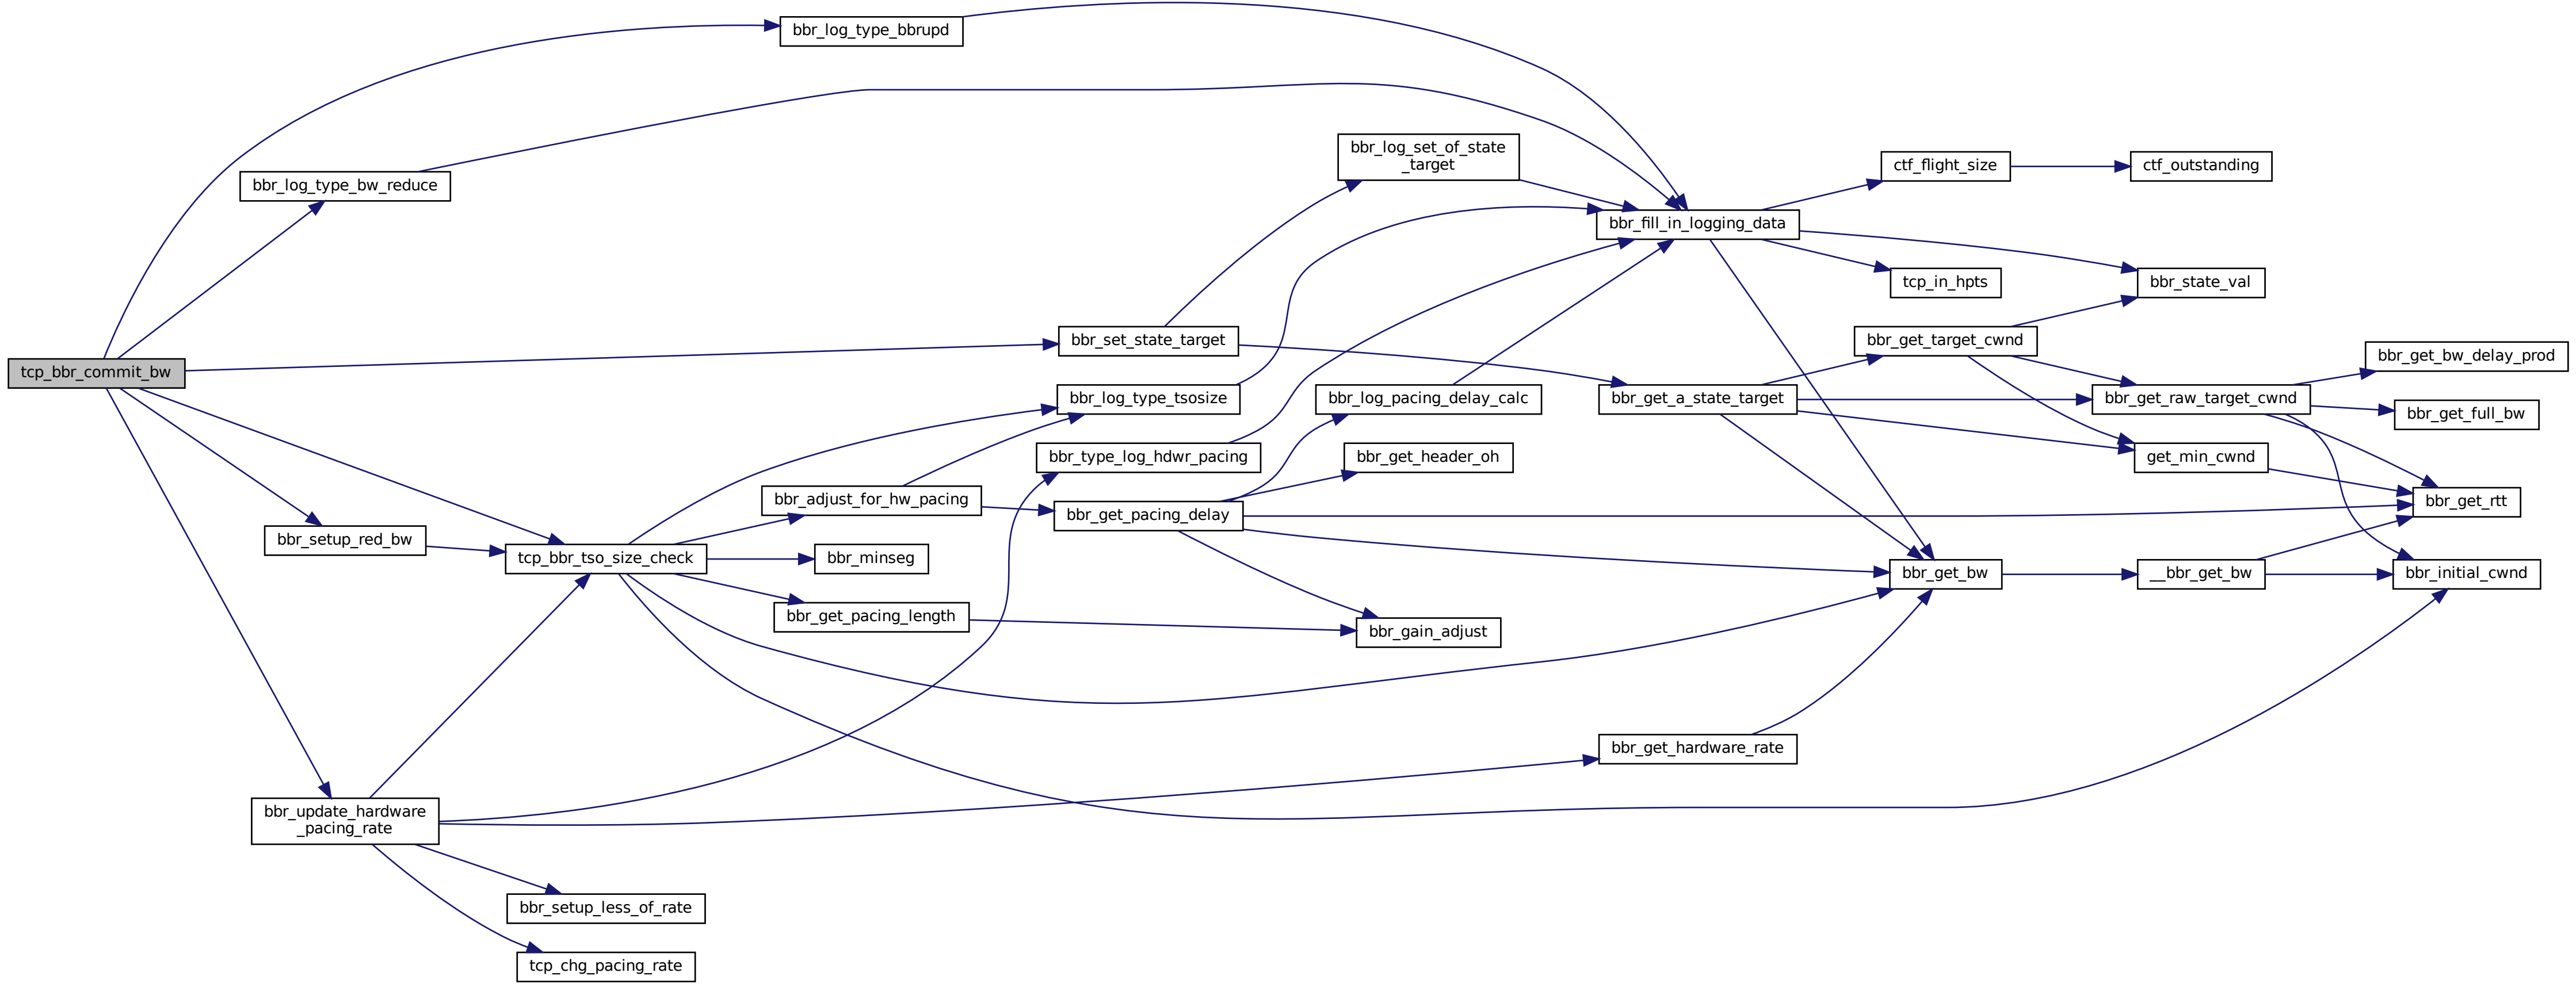 bbr_log_type_bbrupd
bbr_log_set_of_state
_target
ctf_flight_size
ctf_outstanding
bbr_log_type_bw_reduce
bbr_fill_in_logging_data
tcp_in_hpts
bbr_state_val
bbr_set_state_target
bbr_get_target_cwnd
bbr_get_bw_delay_prod
tcp_bbr_commit_bw
bbr_log_type_tsosize
bbr_log_pacing_delay_calc
bbr_get_a_state_target
bbr_get_raw_target_cwnd
bbr_get_full_bw
bbr_type_log_hdwr_pacing
bbr_get_header_oh
get_min_cwnd
bbr_adjust_for_hw_pacing
bbr_get_pacing_delay
bbr_get_rtt
bbr_setup_red_bw
tcp_bbr_tso_size_check
bbr_minseg
bbr_get_bw
__bbr_get_bw
bbr_initial_cwnd
bbr_get_pacing_length
bbr_gain_adjust
bbr_get_hardware_rate
bbr_update_hardware
_pacing_rate
bbr_setup_less_of_rate
tcp_chg_pacing_rate